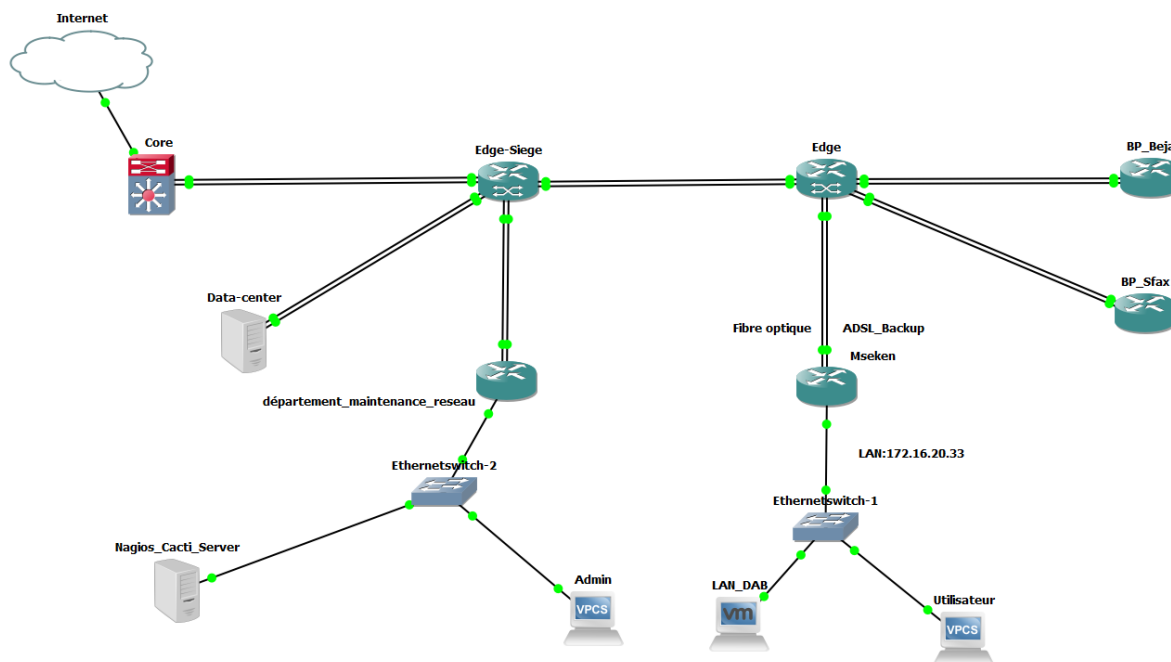 Internet
Core
Edge-Siege
Edge
BP_Beja
Data-center
BP_Sfax
Fibre optique
ADSL_Backup
Mseken
département_maintenance_reseau
LAN:172.16.20.33
Ethernetswitch-2
Ethernetswitch-1
Nagios_Cacti_Server
Admin
VPCS
LAN_DAB
vm
Utilisateur
VPCS